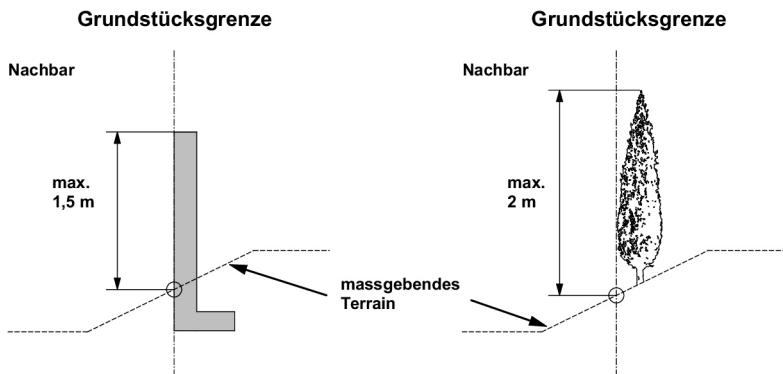 Grundstücksgrenze
Nachbar
max.
1,5 m
massgebendes
Terrain
Grundstücksgrenze
Nachbar
max.
2 m